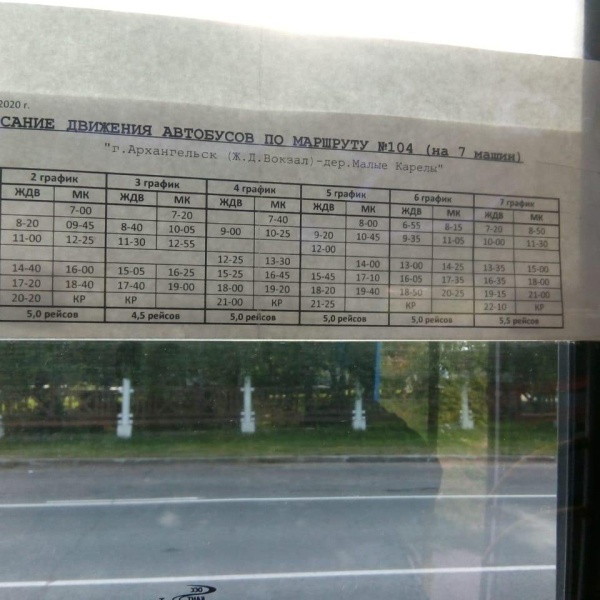 2020 г.
САНИЕ ДВИЖЕНИЯ АВТОБУСОВ ПО МАРШРУТУ №104 (на 7 машин)
"г.Архангельск (Ж.Д.Вокзал)-дер.Малые Карелы"
2 график 3 график 4 график 5 график 6 график 7 график
ЖДВ МК ЖДВ МК ЖДВ МК ЖДВ МК ЖДВ МК ЖДВ МК
7-00 7-20 7-40 8-00 6-55 8-15 7-20 8-50
8-20 09-45 8-40 10-05 9-00 10-25 9-20 10-45 9-35 11-05 10-00 11-30
11-00 12-25 11-30 12-55 12-00
12-25 13-30 14-00 13-00 14-25 13-35 15-00
14-40 16-00 15-05 16-25 15-25 16-45 15-45 17-10 16-05 17-35 16-35 18-00
17-20 18-40 17-40 19-00 18-00 19-20 18-20 19-40 18-50 20-25 19-15 21-00
20-20 КР КР 21-00 КР 21-25 КР 22-10 КР
5,0 рейсов 4,5 рейсов 5,0 рейсов 5,0 рейсов 5,0 рейсов 5,5 рейсов